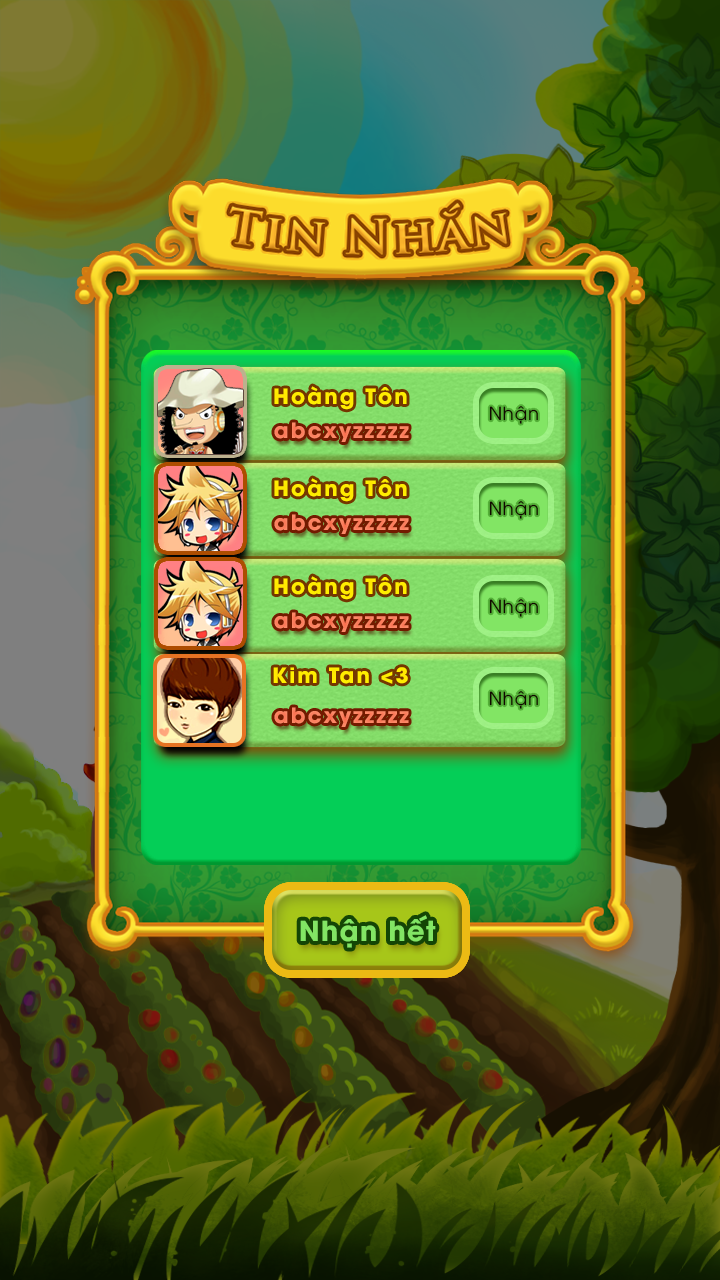 TIN NHẮN
Hoàng Tôn
abcxyzzzzz
Nhận
Hoàng Tôn
abcxyzzzzz
Nhận
Hoàng Tôn
abcxyzzzzz
Nhận
Kim Tan <3
abcxyzzzzz
Nhận
Nhận hết